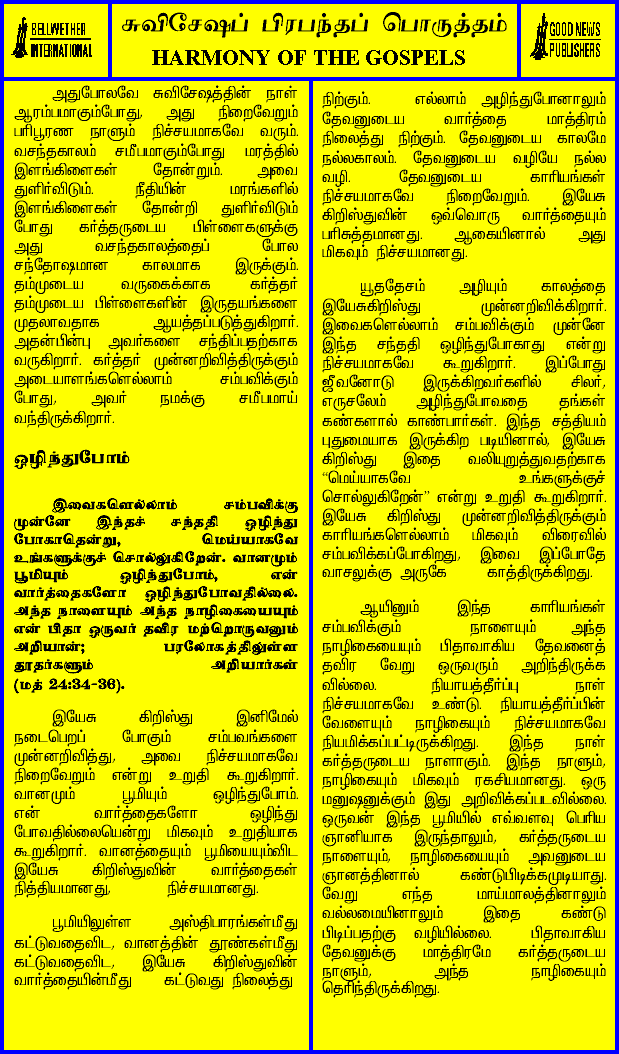 BELLWETHER
INTERNATIONAL
சுவிசேஷப் பிரபந்தப் பொருத்தம்
HARMONY OF THE GOSPELS
GOOD NEWS
PUBLISHERS
அதுபோலவே சுவிசேஷத்தின் நாள்
ஆரம்பமாகும்போது, அது நிறைவேறும்
பரிபூரண நாளும் நிச்சயமாகவே வரும்.
வசந்தகாலம் சமீபமாகும்போது மரத்தில்
இளங்கிளைகள் தோன்றும். அவை
துளிர்விடும். நீதியின் மரங்களில்
இளங்கிளைகள் தோன்றி துளிர்விடும்
போது கர்த்தருடைய பிள்ளைகளுக்கு
அது வசந்தகாலத்தைப் போல
சந்தோஷமான காலமாக இருக்கும்.
தம்முடைய வருகைக்காக கர்த்தர்
தம்முடைய பிள்ளைகளின் இருதயங்களை
முதலாவதாக ஆயத்தப்படுத்துகிறார்.
அதன்பின்பு அவர்களை சந்திப்பதற்காக
வருகிறார். கர்த்தர் முன்னறிவித்திருக்கும்
அடையாளங்களெல்லாம் சம்பவிக்கும்
போது, அவர் நமக்கு சமீபமாய்
வந்திருக்கிறார்.
ஒழிந்துபோம்
இவைகளெல்லாம் சம்பவிக்கு
முன்னே இந்தச் சந்ததி ஒழிந்து
போகாதென்று, மெய்யாகவே
உங்களுக்குச் சொல்லுகிறேன். வானமும்
பூமியும் ஒழிந்துபோம், என்
வார்த்தைகளோ ஒழிந்துபோவதில்லை.
அந்த நாளையும் அந்த நாழிகையையும்
என் பிதா ஒருவர் தவிர மற்றொருவனும்
அறியான்; பரலோகத்திலுள்ள
தூதர்களும் அறியார்கள்
(மத் 24:34-36).
இயேசு கிறிஸ்து இனிமேல்
நடைபெறப் போகும் சம்பவங்களை
முன்னறிவித்து, அவை நிச்சயமாகவே
நிறைவேறும் என்று உறுதி கூறுகிறார்.
வானமும் பூமியும் ஒழிந்துபோம்.
என் வார்த்தைகளோ ஒழிந்து
போவதில்லையென்று மிகவும் உறுதியாக
கூறுகிறார். வானத்தையும் பூமியையும்விட
இயேசு கிறிஸ்துவின் வார்த்தைகள்
நித்தியமானது, நிச்சயமானது.
பூமியிலுள்ள அஸ்திபாரங்கள்மீது
கட்டுவதைவிட, வானத்தின் தூண்கள்மீது
கட்டுவதைவிட, இயேசு கிறிஸ்துவின்
வார்த்தையின்மீது கட்டுவது நிலைத்து
நிற்கும். எல்லாம் அழிந்துபோனாலும்
தேவனுடைய வார்த்தை மாத்திரம்
நிலைத்து நிற்கும். தேவனுடைய காலமே
நல்லகாலம். தேவனுடைய வழியே நல்ல
வழி. தேவனுடைய காரியங்கள்
நிச்சயமாகவே நிறைவேறும். இயேசு
கிறிஸ்துவின் ஒவ்வொரு வார்த்தையும்
பரிசுத்தமானது. ஆகையினால் அது
மிகவும் நிச்சயமானது.
யூததேசம் அழியும் காலத்தை
இயேசுகிறிஸ்து முன்னறிவிக்கிறார்.
இவைகளெல்லாம் சம்பவிக்கும் முன்னே
இந்த சந்ததி ஒழிந்துபோகாது என்று
நிச்சயமாகவே கூறுகிறார். இப்போது
ஜீவனோடு இருக்கிறவர்களில் சிலர்,
எருசலேம் அழிந்துபோவதை தங்கள்
கண்களால் காண்பார்கள். இந்த சத்தியம்
புதுமையாக இருக்கிற படியினால், இயேசு
கிறிஸ்து இதை வலியுறுத்துவதற்காக
“மெய்யாகவே உங்களுக்குச்
சொல்லுகிறேன்” என்று உறுதி கூறுகிறார்.
இயேசு கிறிஸ்து முன்னறிவித்திருக்கும்
காரியங்களெல்லாம் மிகவும் விரைவில்
சம்பவிக்கப்போகிறது, இவை இப்போதே
வாசலுக்கு அருகே காத்திருக்கிறது.
ஆயினும் இந்த காரியங்கள்
சம்பவிக்கும் நாளையும் அந்த
நாழிகையையும் பிதாவாகிய தேவனைத்
தவிர வேறு ஒருவரும் அறிந்திருக்க
வில்லை. நியாயத்தீர்ப்பு நாள்
நிச்சயமாகவே உண்டு. நியாயத்தீர்ப்பின்
வேளையும் நாழிகையும் நிச்சயமாகவே
நியமிக்கப்பட்டிருக்கிறது. இந்த நாள்
கர்த்தருடைய நாளாகும். இந்த நாளும்,
நாழிகையும் மிகவும் ரகசியமானது. ஒரு
மனுஷனுக்கும் இது அறிவிக்கப்படவில்லை.
ஒருவன் இந்த பூமியில் எவ்வளவு பெரிய
ஞானியாக இருந்தாலும், கர்த்தருடைய
நாளையும், நாழிகையையும் அவனுடைய
ஞானத்தினால் கண்டுபிடிக்கமுடியாது.
வேறு எந்த மாய்மாலத்தினாலும்
வல்லமையினாலும் இதை கண்டு
பிடிப்பதற்கு வழியில்லை. பிதாவாகிய
தேவனுக்கு மாத்திரமே கர்த்தருடைய
நாளும், அந்த நாழிகையும்
தெரிந்திருக்கிறது.